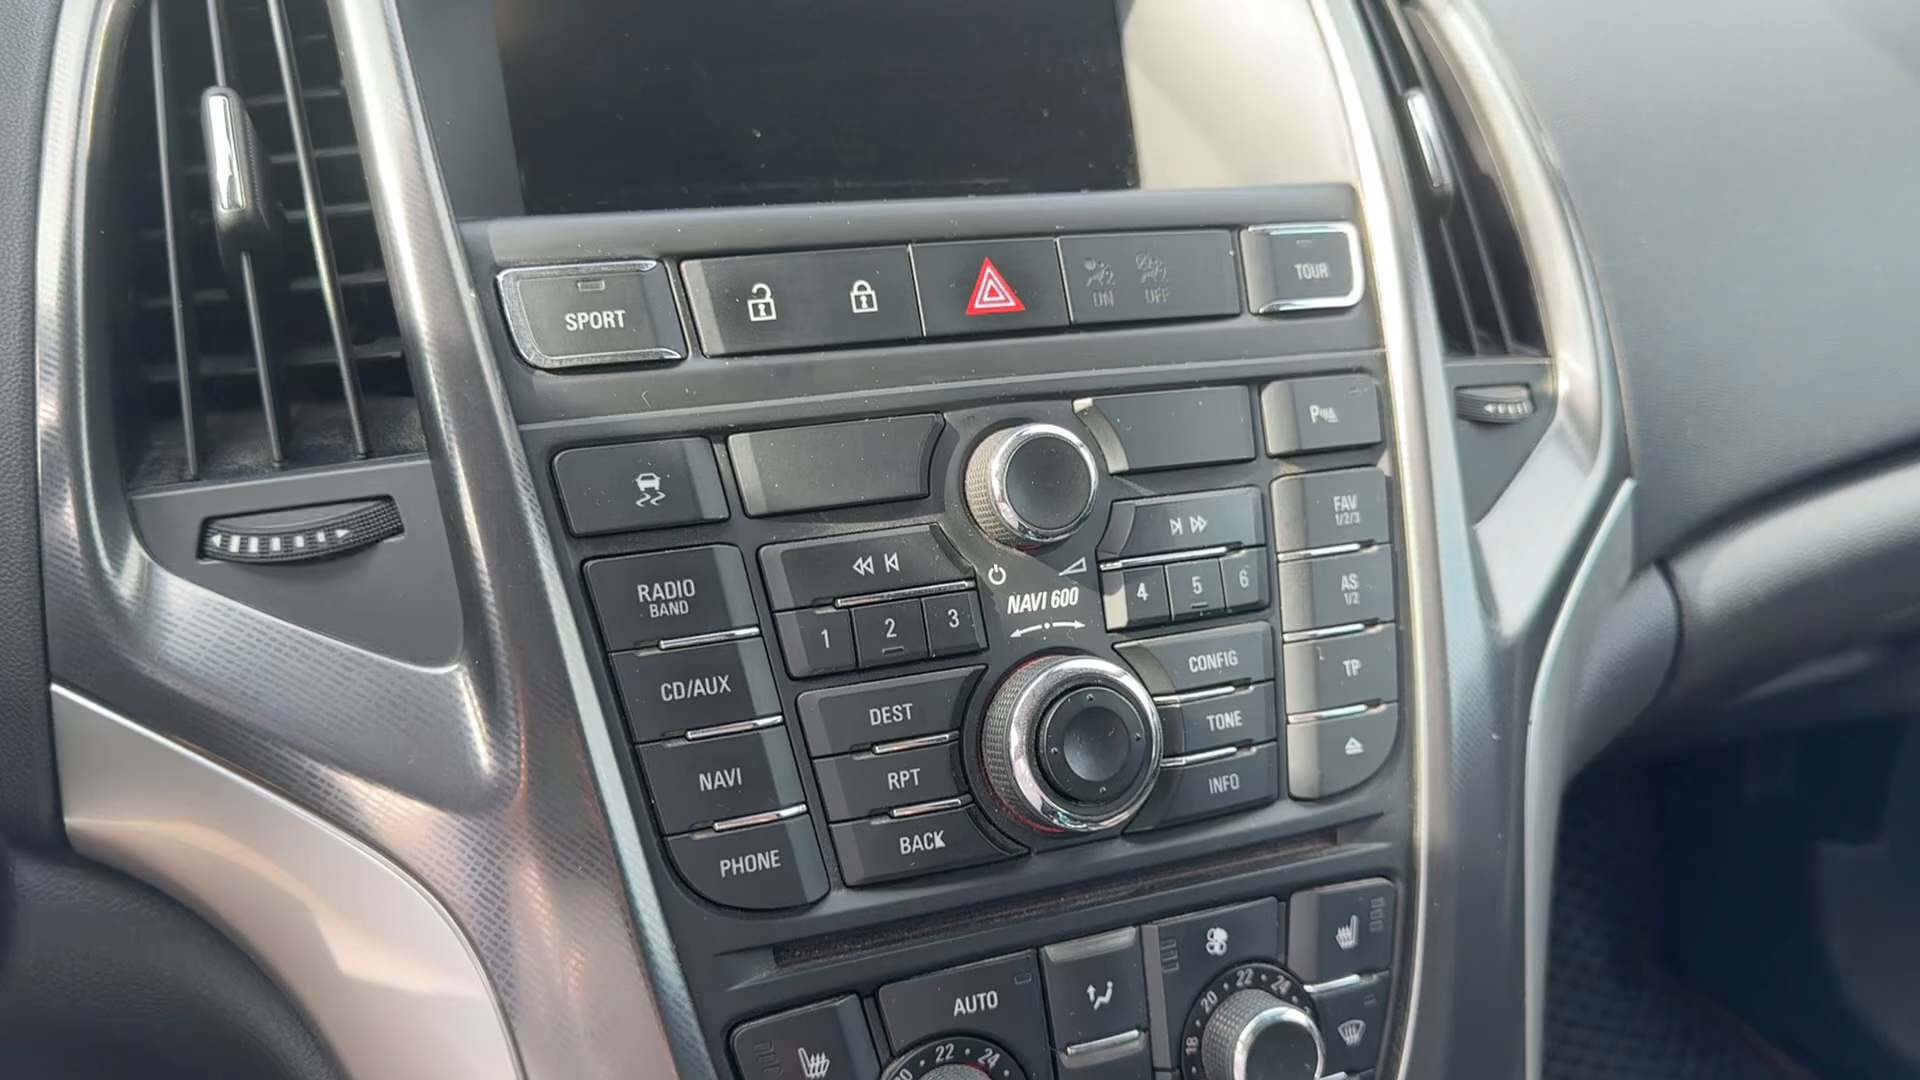 SPORT
ON
OFF
TOUR
FAV
1/2/3
RADIO
BAND
NAVI 600
1
2
3
4
5
6
AS
1/2
CD/AUX
DEST
CONFIG
TP
NAVI
RPT
TONE
PHONE
BACK
INFO
AUTO
22
24
18
20
22
24